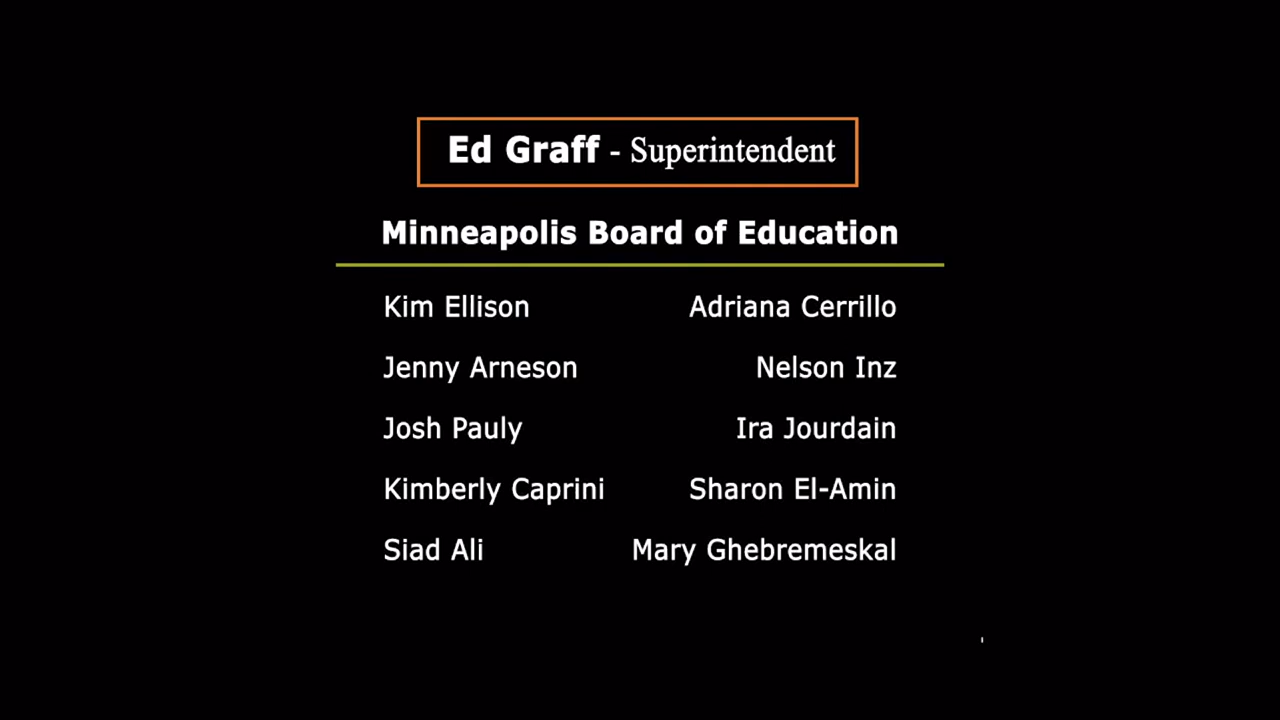 Ed Graff - Superintendent
Minneapolis Board of Education
Kim Ellison Adriana Cerrillo
Jenny Arneson Nelson Inz
Josh Pauly Ira Jourdain
Kimberly Caprini Sharon El-Amin
Siad Ali Mary Ghebremeskal